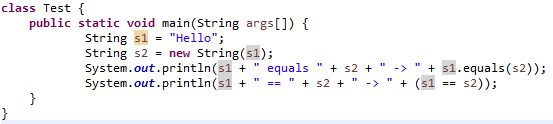 class Test {
    public static void main(String args[]) {
        String s1 = "Hello";
        String s2 = new String(s1);
        System.out.println(s1 + " equals " + s2 + " -> " + s1.equals(s2));
        System.out.println(s1 + " == " + s2 + " -> " + (s1 == s2));
    }
}